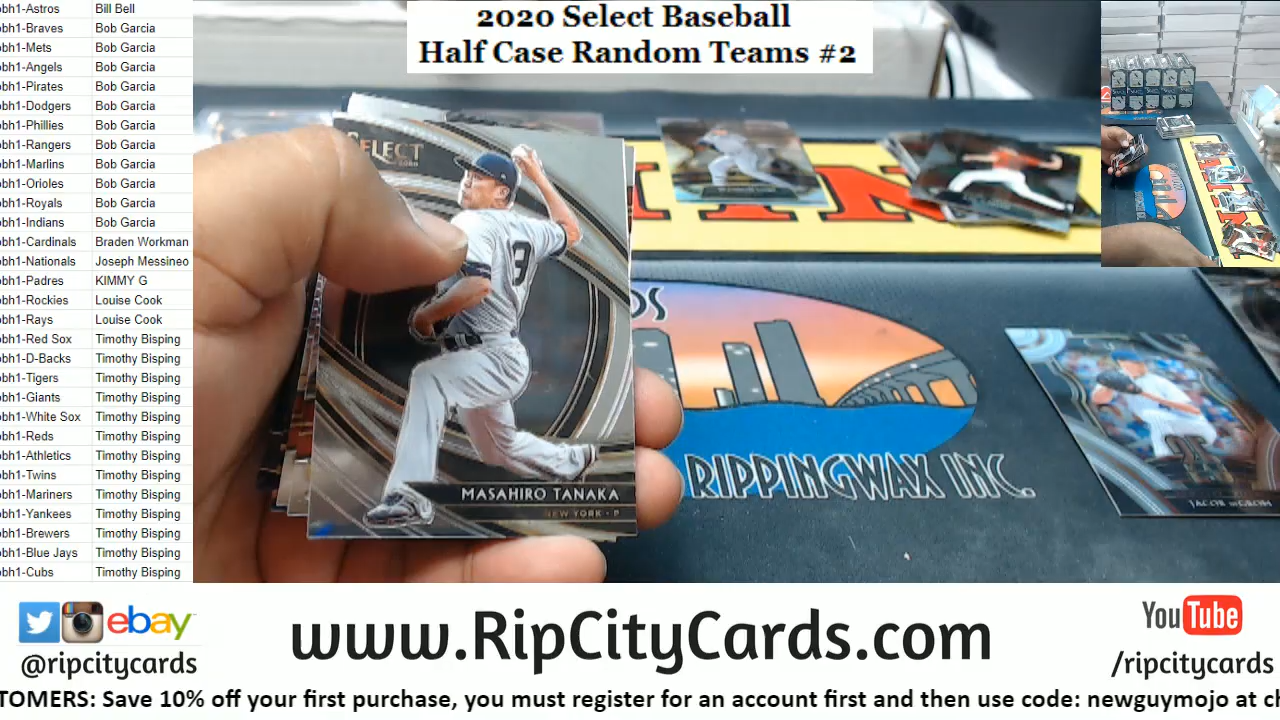 2020 Select Baseball
Half Case Random Teams #2
bh1-Astros Bill Bell
bh1-Braves Bob Garcia
bh1-Mets Bob Garcia
bh1-Angels Bob Garcia
bh1-Pirates Bob Garcia
bh1-Dodgers Bob Garcia
bh1-Phillies Bob Garcia
bh1-Rangers Bob Garcia
bh1-Marlins Bob Garcia
bh1-Orioles Bob Garcia
bh1-Royals Bob Garcia
bh1-Indians Bob Garcia
bh1-Cardinals Braden Workman
bh1-Nationals Joseph Messineo
bh1-Padres KIMMY G
bh1-Rockies Louise Cook
bh1-Rays Louise Cook
bh1-Red Sox Timothy Bisping
bh1-D-Backs Timothy Bisping
bh1-Tigers Timothy Bisping
bh1-Giants Timothy Bisping
bh1-White Sox Timothy Bisping
bh1-Reds Timothy Bisping
bh1-Athletics Timothy Bisping
bh1-Twins Timothy Bisping
bh1-Mariners Timothy Bisping
bh1-Yankees Timothy Bisping
bh1-Brewers Timothy Bisping
bh1-Blue Jays Timothy Bisping
bh1-Cubs Timothy Bisping
SELECT
3
MASAHIRO TANAKA
NEW YORK - P
RIPPINGWAX INC.
JACOB deGROM
ebay
@ripcitycards
www.RipCityCards.com
YouTube
/ripcitycards
TOMERS: Save 10% off your first purchase, you must register for an account first and then use code: newguymojo at ch